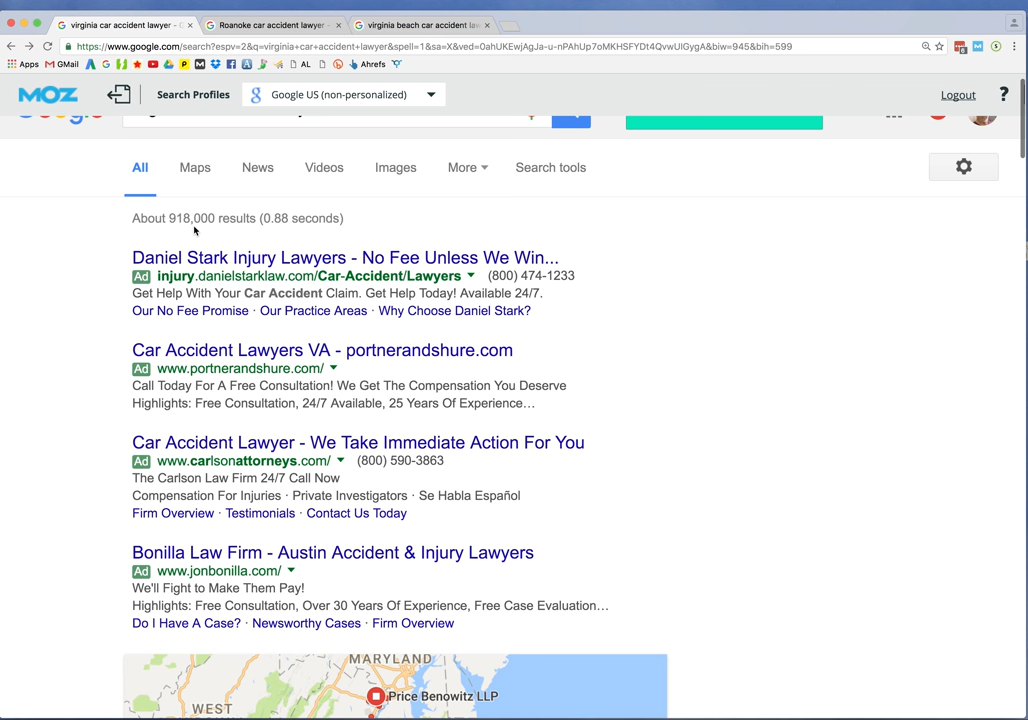 virginia car accident lawyer - G
Roanoke car accident lawyer -
virginia beach car accident law
https://www.google.com/search?espv=2&q=virginia+car+accident+lawyer&spell=1&sa=X&ved=0ahUKEwjAgJa-u-nPAhUp7oMKHSFYDt4QvwUIGygA&biw=945&bih=599
Apps
GMail
AL
Ahrefs
MOZ
Search Profiles
Google US (non-personalized)
Logout
?
All
Maps
News
Videos
Images
More
Search tools
About 918,000 results (0.88 seconds)
Daniel Stark Injury Lawyers - No Fee Unless We Win...
Ad injury.danielstarklaw.com/Car-Accident/Lawyers (800) 474-1233
Get Help With Your Car Accident Claim. Get Help Today! Available 24/7.
Our No Fee Promise · Our Practice Areas · Why Choose Daniel Stark?
Car Accident Lawyers VA - portnerandshure.com
Ad www.portnerandshure.com/
Call Today For A Free Consultation! We Get The Compensation You Deserve
Highlights: Free Consultation, 24/7 Available, 25 Years Of Experience…
Car Accident Lawyer - We Take Immediate Action For You
Ad www.carlsonattorneys.com/ (800) 590-3863
The Carlson Law Firm 24/7 Call Now
Compensation For Injuries · Private Investigators · Se Habla Español
Firm Overview · Testimonials · Contact Us Today
Bonilla Law Firm - Austin Accident & Injury Lawyers
Ad www.jonbonilla.com/
We'll Fight to Make Them Pay!
Highlights: Free Consultation, Over 30 Years Of Experience, Free Case Evaluation…
Do I Have A Case? · Newsworthy Cases · Firm Overview
MARYLAND
Price Benowitz LLP
WEST